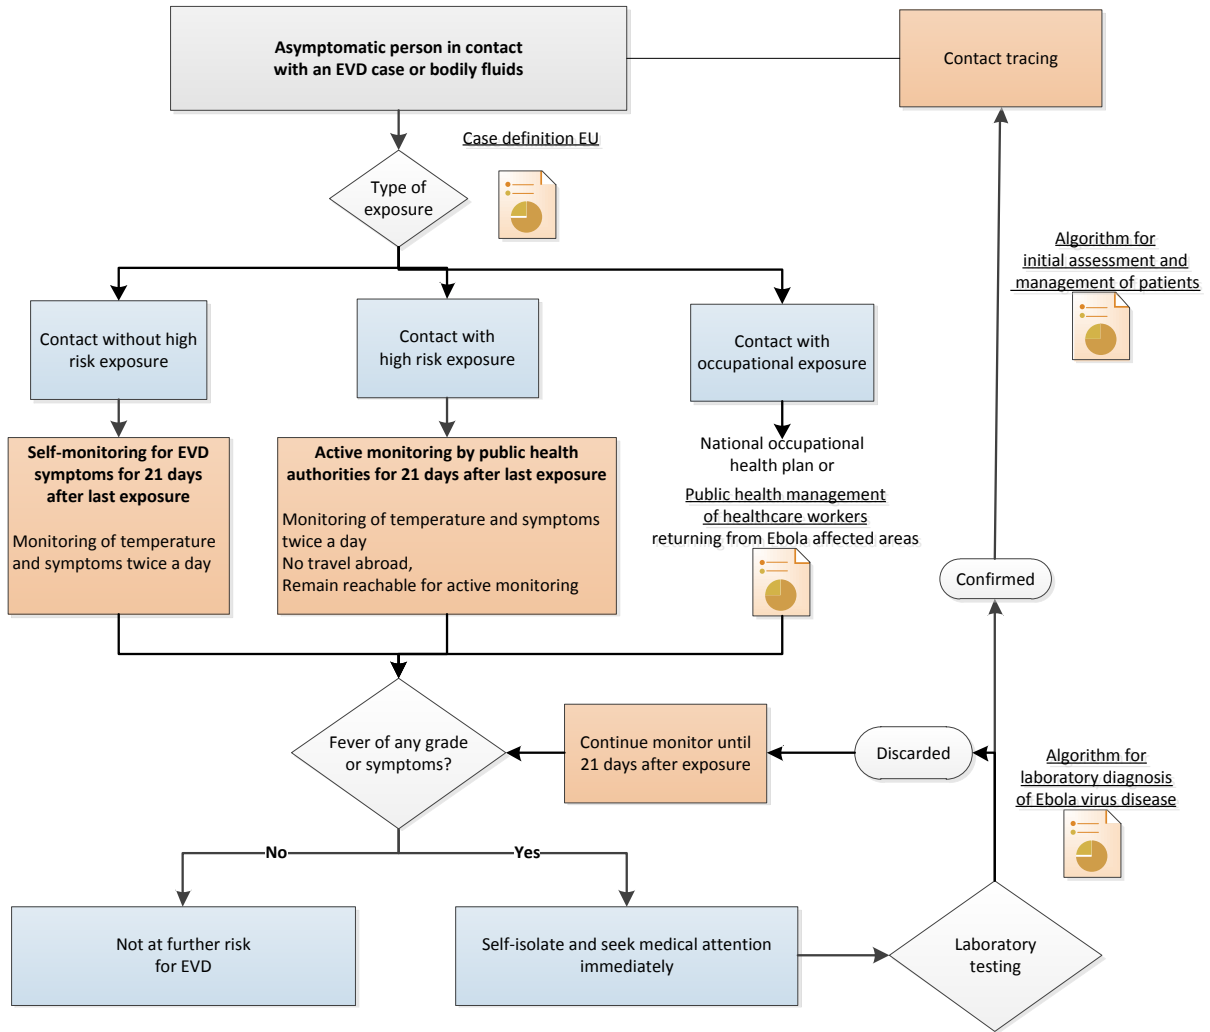 Asymptomatic person in contact
with an EVD case or bodily fluids
Contact tracing
Case definition EU
Type of
exposure
Algorithm for
initial assessment and
management of patients
Contact without high
risk exposure
Contact with
high risk exposure
Contact with
occupational exposure
Self-monitoring for EVD
symptoms for 21 days
after last exposure
Monitoring of temperature
and symptoms twice a day
Active monitoring by public health
authorities for 21 days after last exposure
Monitoring of temperature and symptoms
twice a day
No travel abroad,
Remain reachable for active monitoring
National occupational
health plan or
Public health management
of healthcare workers
returning from Ebola affected areas
Confirmed
Fever of any grade
or symptoms?
Continue monitor until
21 days after exposure
Discarded
Algorithm for
laboratory diagnosis
of Ebola virus disease
No
Yes
Not at further risk
for EVD
Self-isolate and seek medical attention
immediately
Laboratory
testing